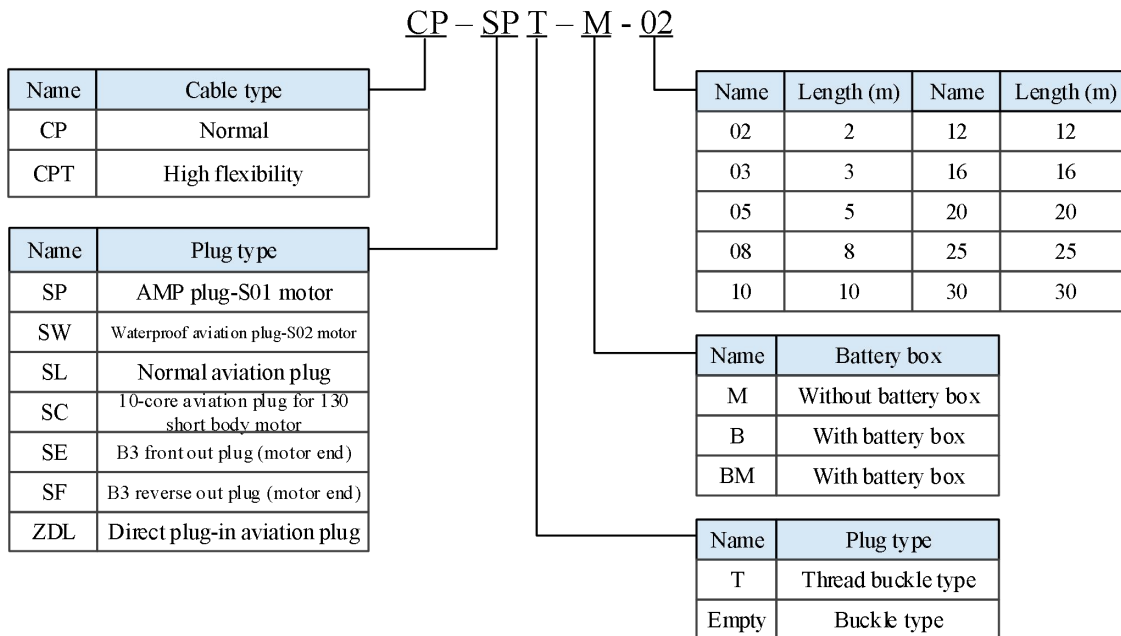 CP – SP T – M - 02
Name Cable type
CP Normal
CPT High flexibility
Name Plug type
SP AMP plug-S01 motor
SW Waterproof aviation plug-S02 motor
SL Normal aviation plug
SC 10-core aviation plug for 130
short body motor
SE B3 front out plug (motor end)
SF B3 reverse out plug (motor end)
ZDL Direct plug-in aviation plug
Name Length (m) Name Length (m)
02 2 12 12
03 3 16 16
05 5 20 20
08 8 25 25
10 10 30 30
Name Battery box
M Without battery box
B With battery box
BM With battery box
Name Plug type
T Thread buckle type
Empty Buckle type